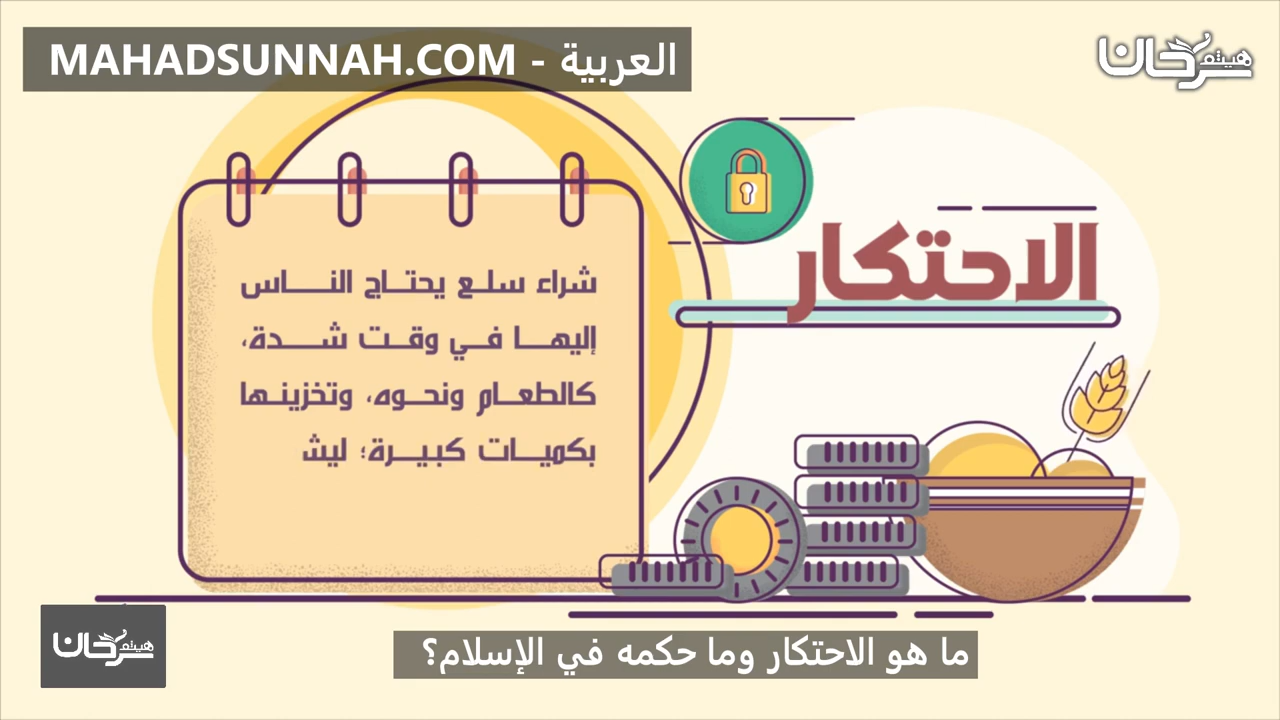 MAHADSUNNAH.COM - العربية
هيثم سرحان
الاحتكار
شراء سلع يحتاج الناس
إليها في وقت شدة،
كالطعام ونحوه، وتخزينها
بكميات كبيرة؛ ليش
هيثم سرحان
ما هو الاحتكار وما حكمه في الإسلام؟